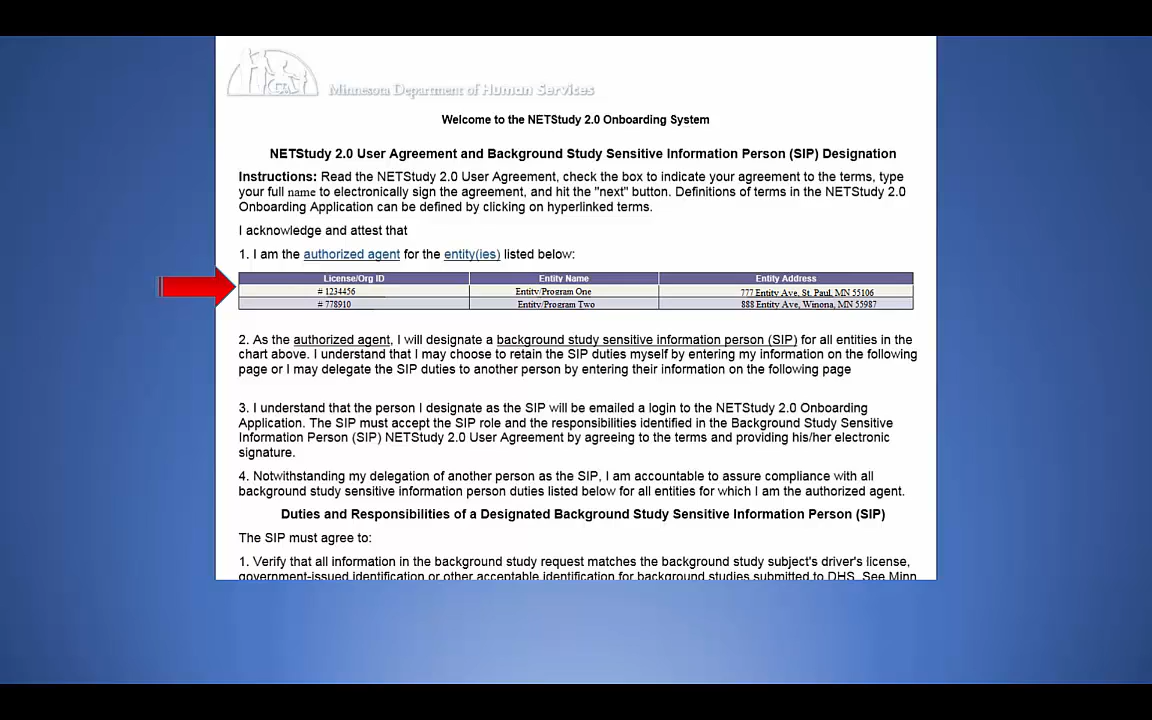 Minnesota Department of Human Services
Welcome to the NETStudy 2.0 Onboarding System
NETStudy 2.0 User Agreement and Background Study Sensitive Information Person (SIP) Designation
Instructions: Read the NETStudy 2.0 User Agreement, check the box to indicate your agreement to the terms, type
your full name to electronically sign the agreement, and hit the "next" button. Definitions of terms in the NETStudy 2.0
Onboarding Application can be defined by clicking on hyperlinked terms.
I acknowledge and attest that
1. I am the authorized agent for the entity(ies) listed below:
License/Org ID Entity Name Entity Address
# 1234456 Entity/Program One 777 Entity Ave, St. Paul, MN 55106
# 778910 Entity/Program Two 888 Entity Ave, Winona, MN 55987
2. As the authorized agent, I will designate a background study sensitive information person (SIP) for all entities in the
chart above. I understand that I may choose to retain the SIP duties myself by entering my information on the following
page or I may delegate the SIP duties to another person by entering their information on the following page
3. I understand that the person I designate as the SIP will be emailed a login to the NETStudy 2.0 Onboarding
Application. The SIP must accept the SIP role and the responsibilities identified in the Background Study Sensitive
Information Person (SIP) NETStudy 2.0 User Agreement by agreeing to the terms and providing his/her electronic
signature.
4. Notwithstanding my delegation of another person as the SIP, I am accountable to assure compliance with all
background study sensitive information person duties listed below for all entities for which I am the authorized agent.
Duties and Responsibilities of a Designated Background Study Sensitive Information Person (SIP)
The SIP must agree to:
1. Verify that all information in the background study request matches the background study subject's driver's license,
government-issued identification or other acceptable identification for background studies submitted to DHS. See Minn